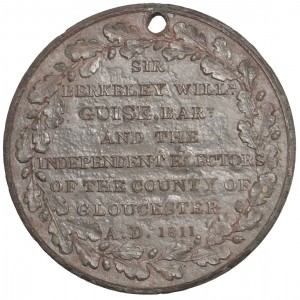 SIR
BERKELEY WILLM
GUISE, BART
AND THE
INDEPENDENT ELECTORS
OF THE COUNTY OF
GLOUCESTER
A.D. 1811